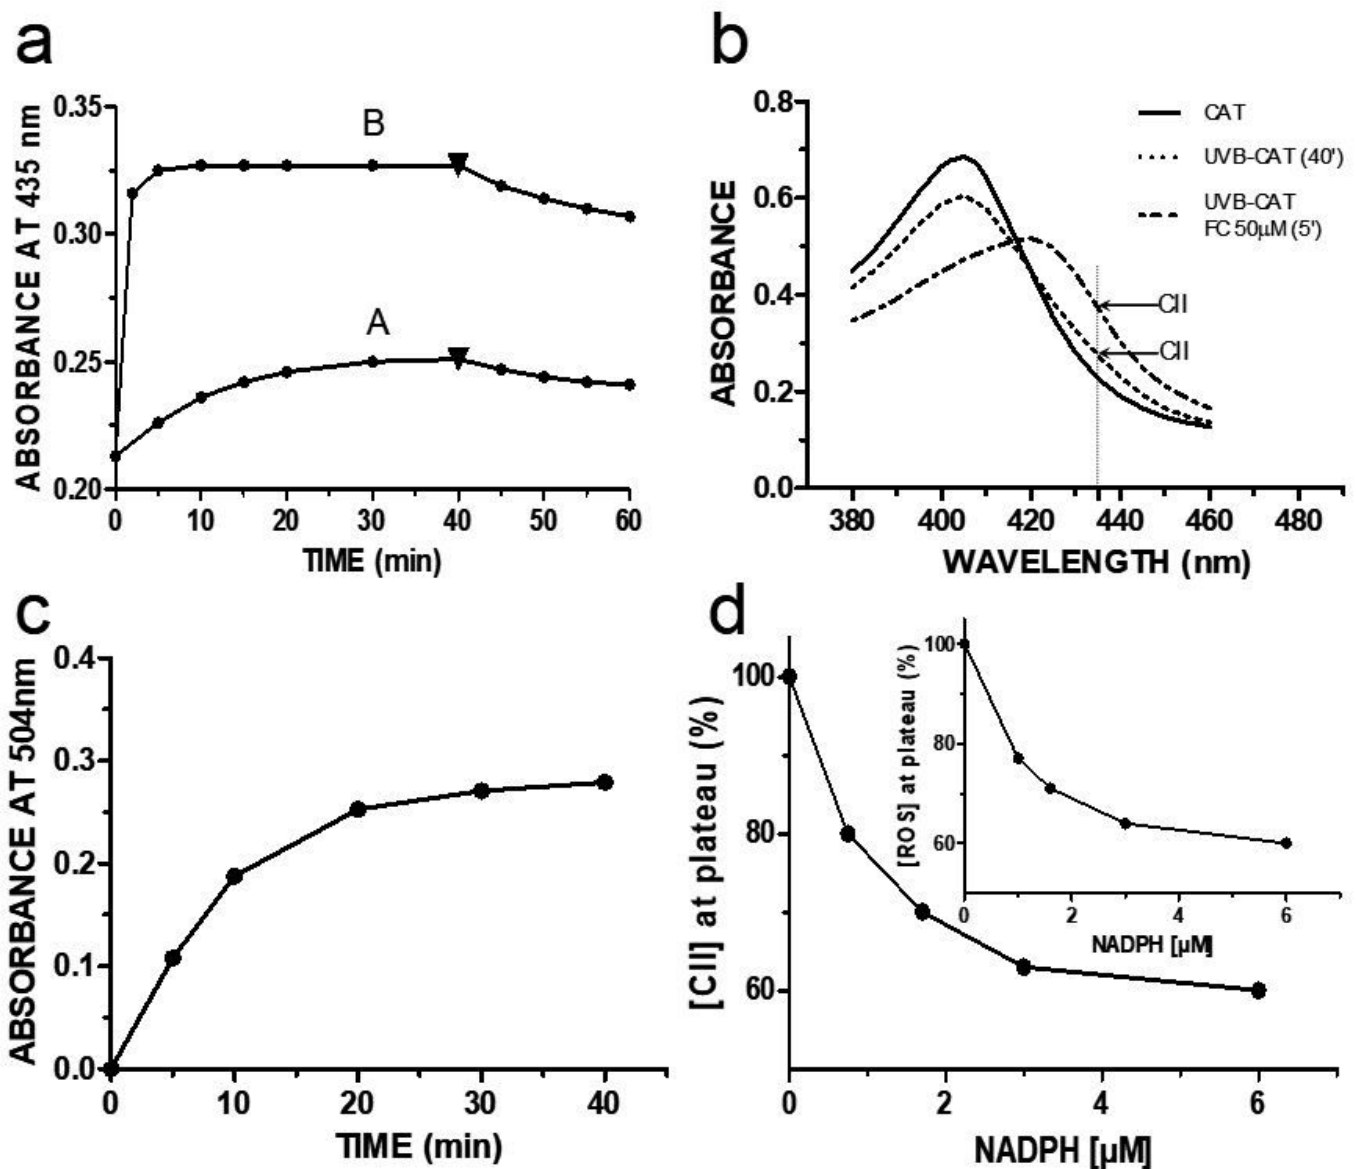 a
ABSORBANCE AT 435 nm
0.35
0.30
0.25
0.20
B
A
0 10 20 30 40 50 60
TIME (min)
b
ABSORBANCE
0.8
0.6
0.4
0.2
0.0
CAT
UVB-CAT (40')
UVB-CAT
FC 50μM (5')
CII
CII
380 400 420 440 460 480
WAVELENGTH (nm)
c
ABSORBANCE AT 504nm
0.4
0.3
0.2
0.1
0.0
0 10 20 30 40
TIME (min)
d
[CII] at plateau (%)
100
80
60
0 2 4 6
NADPH [μM]
[ROS] at plateau (%)
100
80
60
0 2 4 6
NADPH [μM]